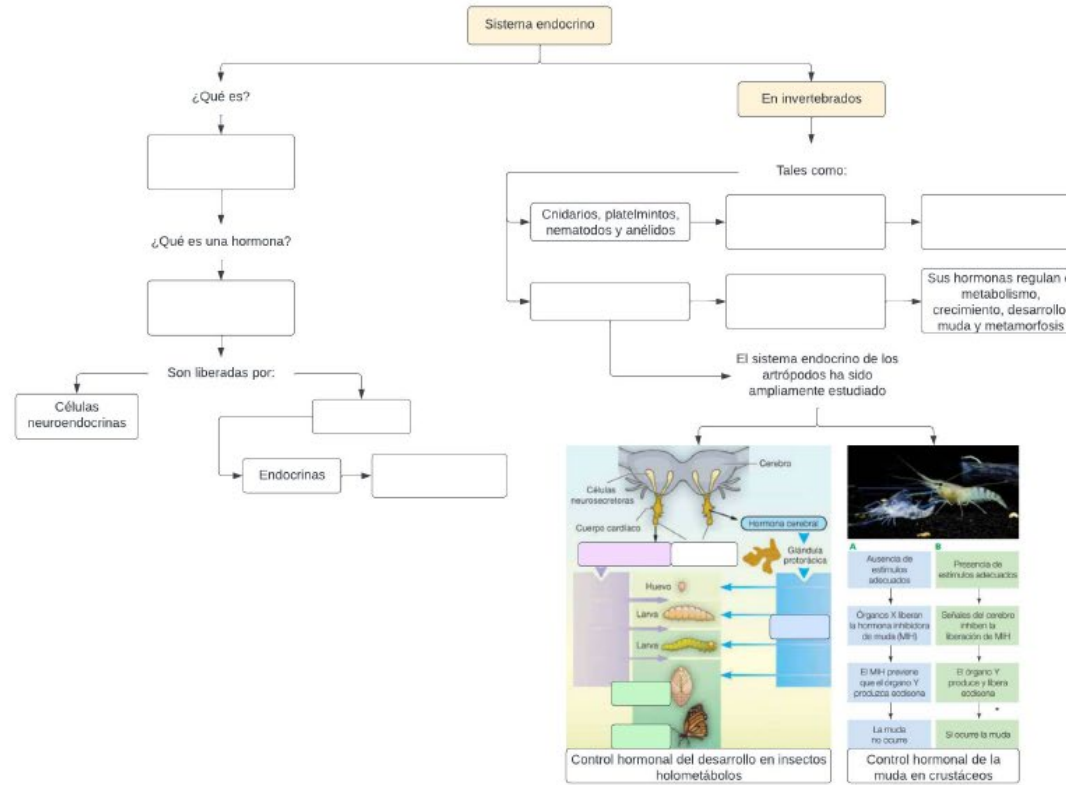 Sistema endocrino
¿Qué es?
En invertebrados
Tales como:
Cnidarios, platelmintos,
nematodos y anélidos
¿Qué es una hormona?
Sus hormonas regulan
metabolismo,
crecimiento, desarrollo
muda y metamorfosis
El sistema endocrino de los
artrópodos ha sido
ampliamente estudiado
Son liberadas por:
Células
neuroendocrinas
Endocrinas
Cerebro
Células
neurosecretoras
Cuerpo cardíaco
Hormona cerebral
Glándula
protorácica
Huevo
Larva
Larva
Control hormonal del desarrollo en insectos
holometábolos
A
Ausencia de
estímulos
adecuados
Órganos X liberan
la hormona inhibidora
de muda (MIH)
El MIH previene
que el órgano Y
produzca ecdisona
La muda
no ocurre
B
Presencia de
estímulos adecuados
Señales del cerebro
inhiben la
liberación de MIH
El órgano Y
produce y libera
ecdisona
Sí ocurre la muda
Control hormonal de la
muda en crustáceos